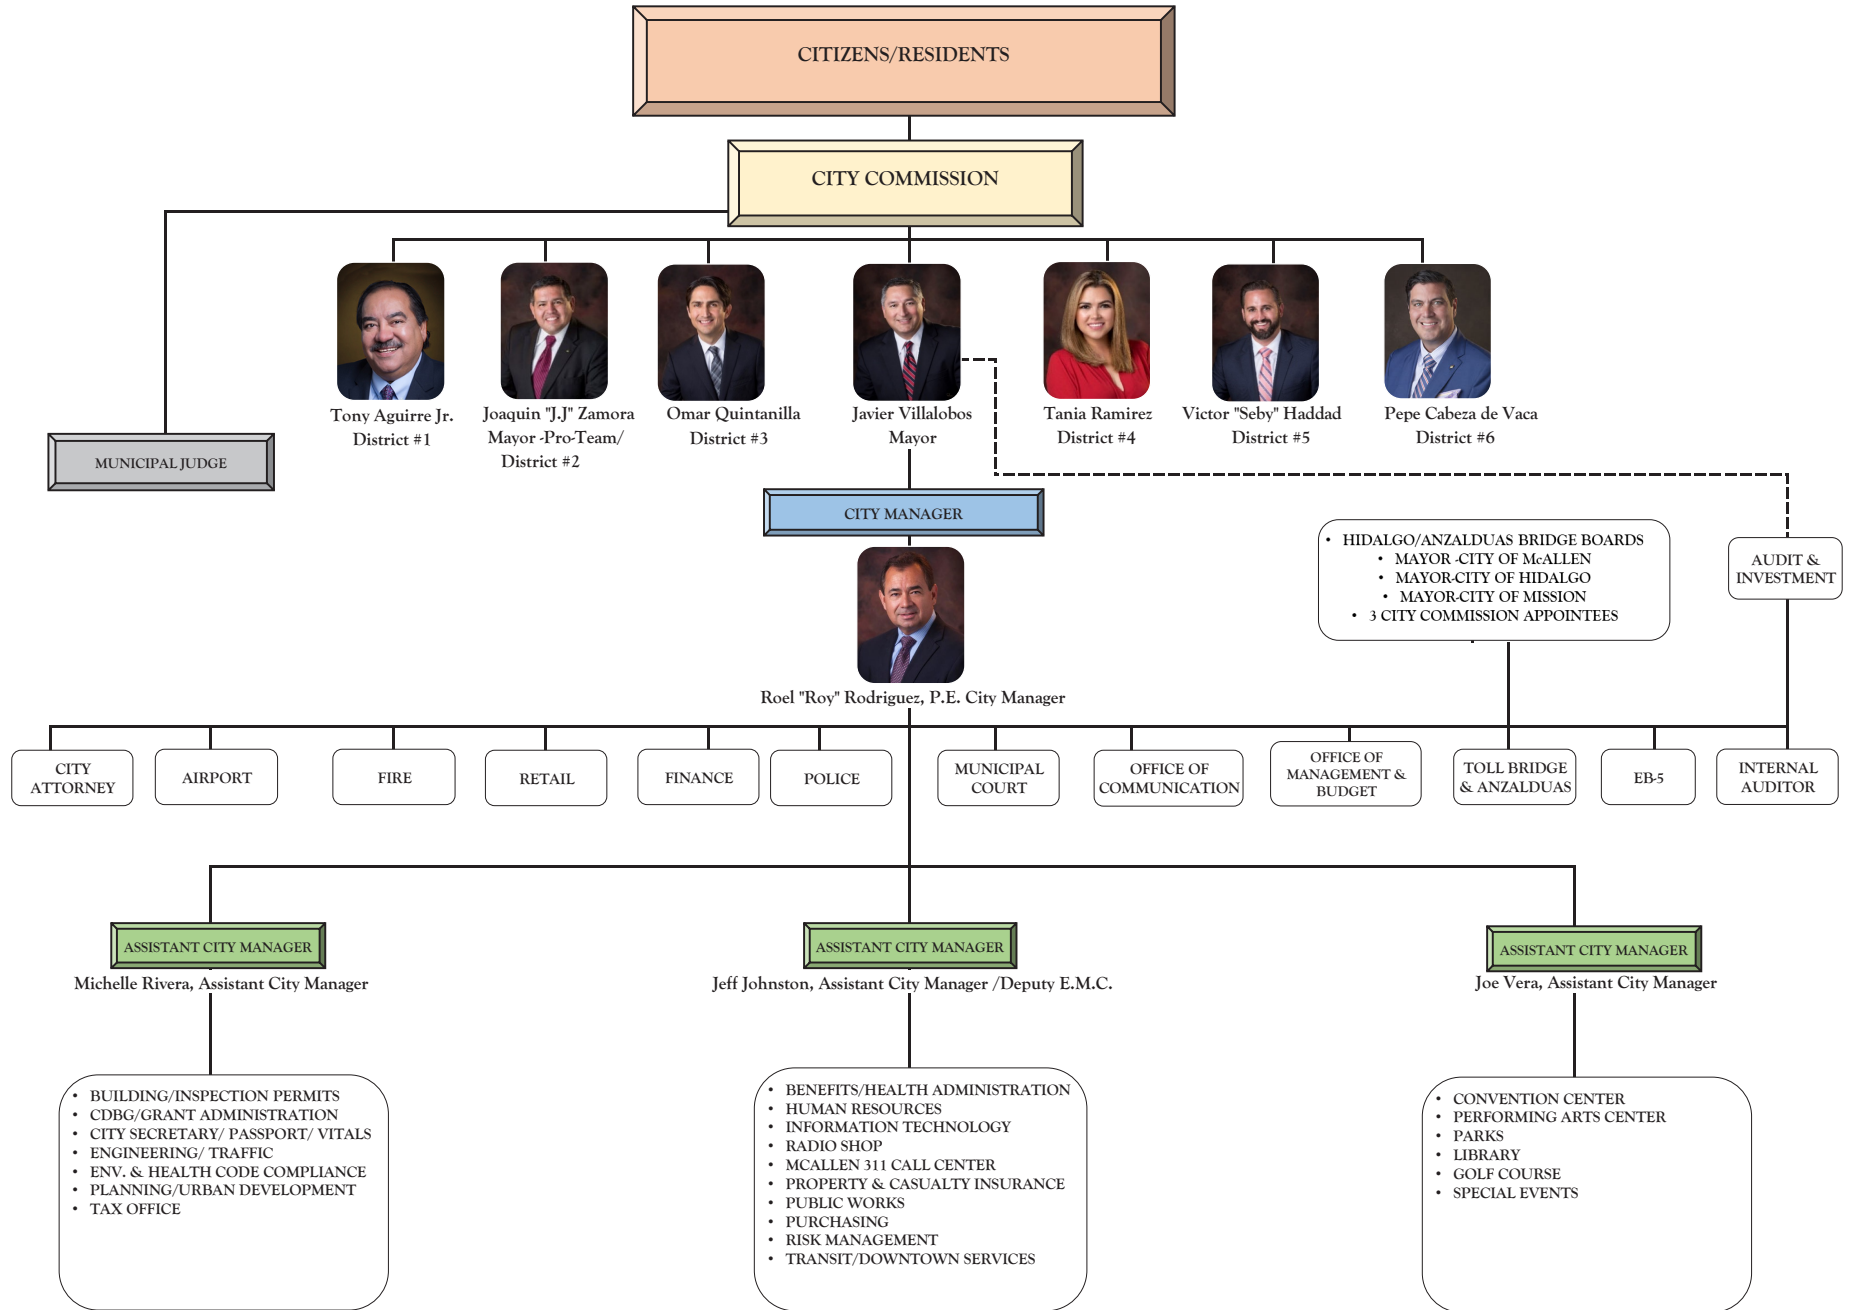 CITIZENS/RESIDENTS
CITY COMMISSION
Tony Aguirre Jr.
District #1
Joaquin "J.J" Zamora
Mayor -Pro-Team/
District #2
Omar Quintanilla
District #3
Javier Villalobos
Mayor
Tania Ramirez
District #4
Victor "Seby" Haddad
District #5
Pepe Cabeza de Vaca
District #6
MUNICIPAL JUDGE
CITY MANAGER
Roel "Roy" Rodriguez, P.E. City Manager
• HIDALGO/ANZALDUAS BRIDGE BOARDS
• MAYOR -CITY OF McALLEN
• MAYOR-CITY OF HIDALGO
• MAYOR-CITY OF MISSION
• 3 CITY COMMISSION APPOINTEES
AUDIT &
INVESTMENT
CITY
ATTORNEY
AIRPORT
FIRE
RETAIL
FINANCE
POLICE
MUNICIPAL
COURT
OFFICE OF
COMMUNICATION
OFFICE OF
MANAGEMENT &
BUDGET
TOLL BRIDGE
& ANZALDUAS
EB-5
INTERNAL
AUDITOR
ASSISTANT CITY MANAGER
Michelle Rivera, Assistant City Manager
• BUILDING/INSPECTION PERMITS
• CDBG/GRANT ADMINISTRATION
• CITY SECRETARY/ PASSPORT/ VITALS
• ENGINEERING/ TRAFFIC
• ENV. & HEALTH CODE COMPLIANCE
• PLANNING/URBAN DEVELOPMENT
• TAX OFFICE
ASSISTANT CITY MANAGER
Jeff Johnston, Assistant City Manager /Deputy E.M.C.
• BENEFITS/HEALTH ADMINISTRATION
• HUMAN RESOURCES
• INFORMATION TECHNOLOGY
• RADIO SHOP
• MCALLEN 311 CALL CENTER
• PROPERTY & CASUALTY INSURANCE
• PUBLIC WORKS
• PURCHASING
• RISK MANAGEMENT
• TRANSIT/DOWNTOWN SERVICES
ASSISTANT CITY MANAGER
Joe Vera, Assistant City Manager
• CONVENTION CENTER
• PERFORMING ARTS CENTER
• PARKS
• LIBRARY
• GOLF COURSE
• SPECIAL EVENTS